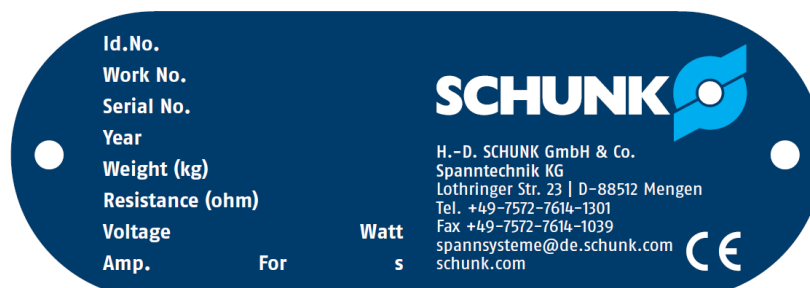 Id.No.
Work No.
Serial No.
Year
Weight (kg)
Resistance (ohm)
Voltage Watt
Amp. For s
SCHUNK
H.-D. SCHUNK GmbH & Co.
Spanntechnik KG
Lothringer Str. 23 | D-88512 Mengen
Tel. +49-7572-7614-1301
Fax +49-7572-7614-1039
spannsysteme@de.schunk.com
schunk.com
CE